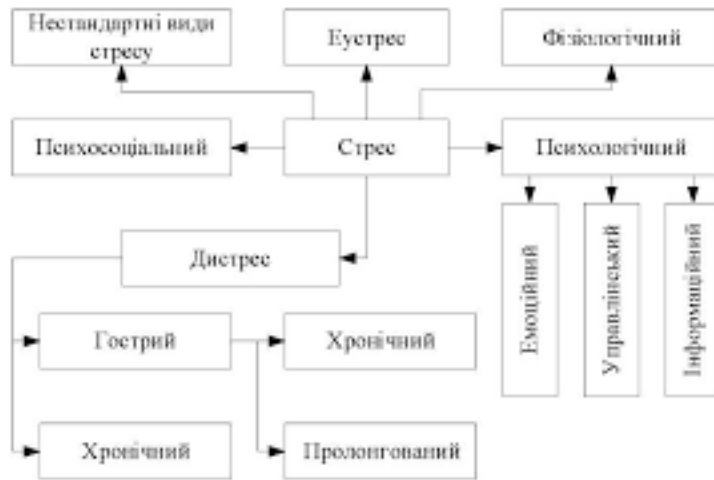 Нестандартні види
стресу
Еустрес
Фізіологічний
Психосоціальний
Стрес
Психологічний
Дистрес
Емоційний
Управлінський
Інформаційний
Гострий
Хронічний
Хронічний
Пролонгований